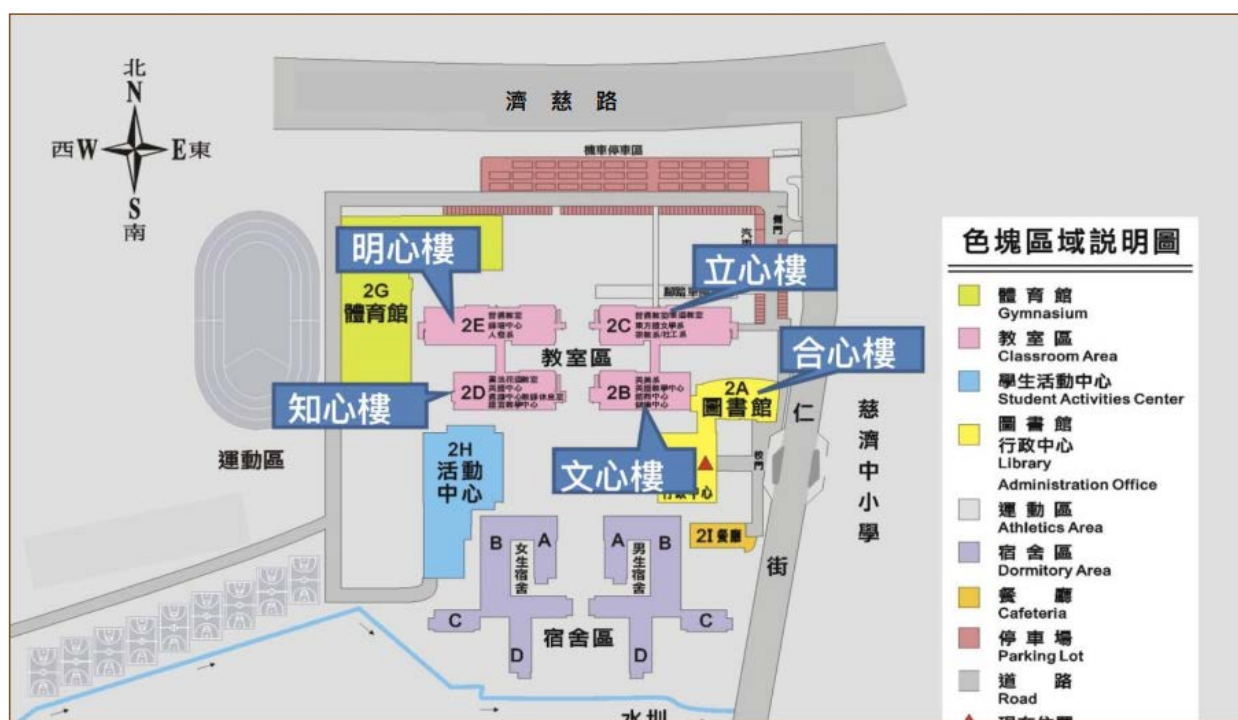 濟慈路
北
N
西W E東
S
南
機車停車區
側門
明心樓
立心樓
2G
體育館
2E
2C
教室區
合心樓
2D
2B
2A
圖書館
知心樓
仁
慈濟中小學
運動區
2H
活動
中心
文心樓
校門
行政中心
2I 餐廳
B A
女生宿舍
A B
男生宿舍
街
C
宿舍區
C
D
D
水圳
色塊區域説明圖
體育館
Gymnasium
教室區
Classroom Area
學生活動中心
Student Activities Center
圖書館
行政中心
Library
Administration Office
運動區
Athletics Area
宿舍區
Dormitory Area
餐廳
Cafeteria
停車場
Parking Lot
道路
Road